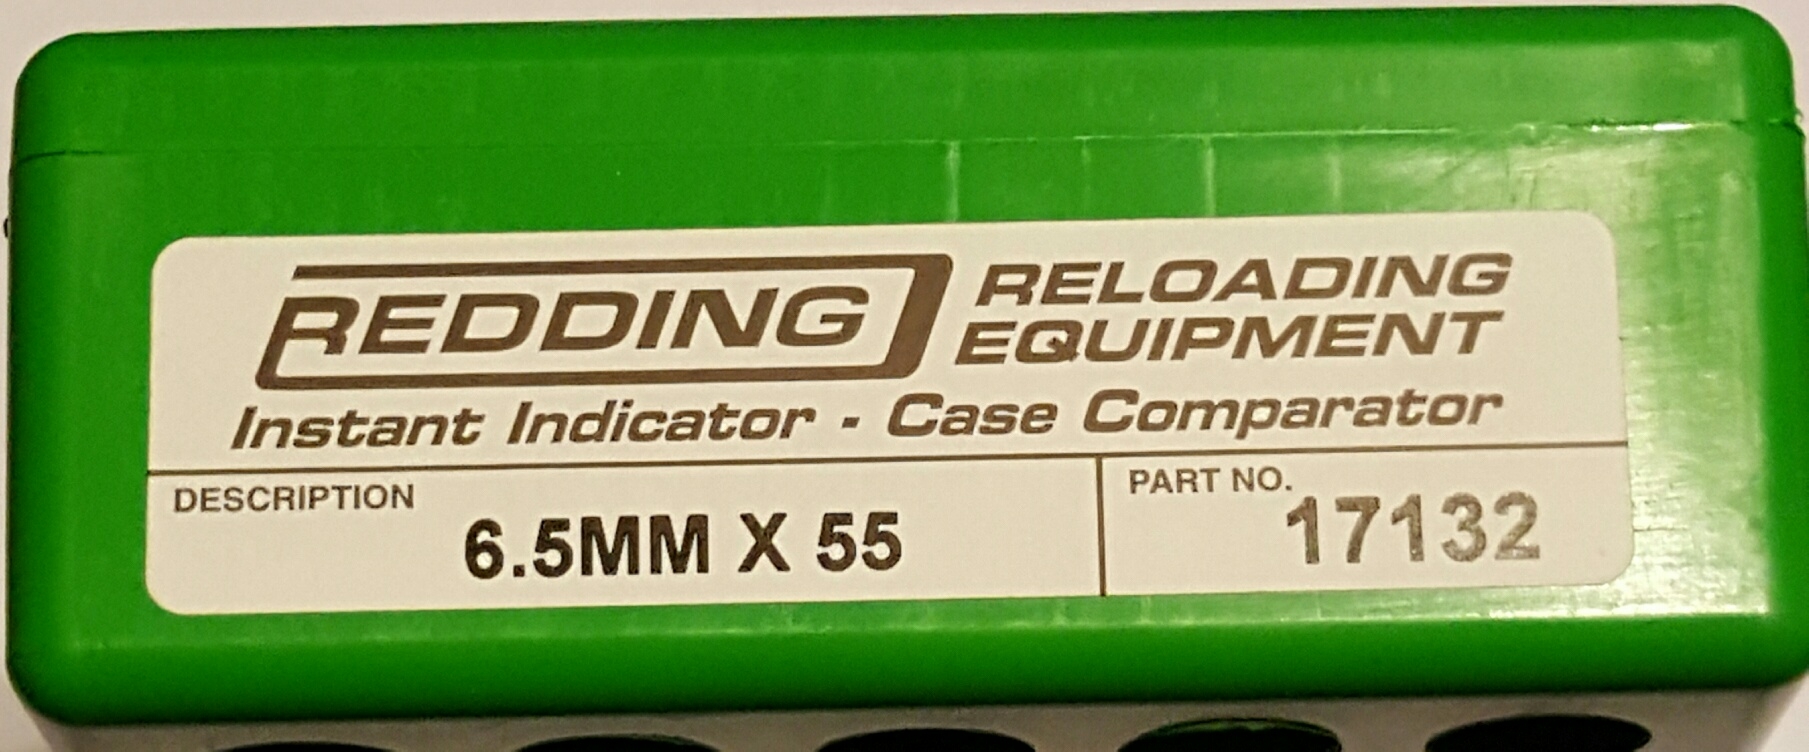 REDDING RELOADING
EQUIPMENT
Instant Indicator - Case Comparator
DESCRIPTION
6.5MM X 55
PART NO.
17132